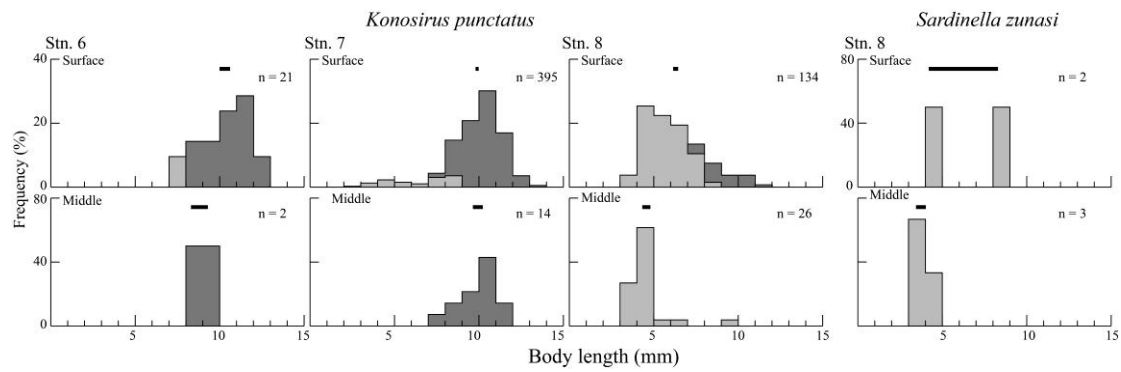 Konosirus punctatus
Sardinella zunasi
Stn. 6
Stn. 7
Stn. 8
Stn. 8
40
Surface
n = 21
Surface
n = 395
Surface
n = 134
80
Surface
n = 2
20
40
0
0
Frequency (%)
80
Middle
n = 2
Middle
n = 14
Middle
n = 26
Middle
n = 3
40
0
5
10
15
5
10
15
5
10
15
5
10
15
Body length (mm)